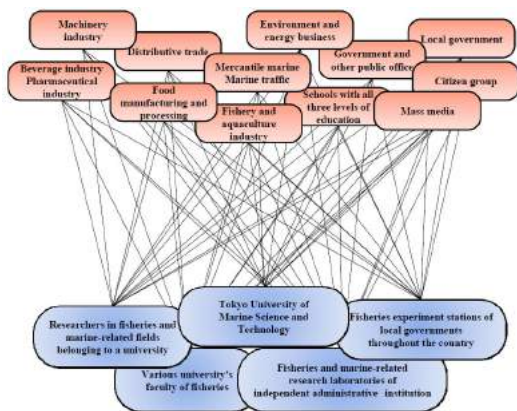 Machinery
industry
Distributive trade
Environment and
energy business
Government and
other public office
Local government
Beverage industry
Pharmaceutical
industry
Food
manufacturing and
processing
Mercantile marine
Marine traffic
Fishery and
aquaculture
industry
Schools with all
three levels of
education
Citizen group
Mass media
Tokyo University of
Marine Science and
Technology
Researchers in fisheries and
marine-related fields
belonging to a university
Fisheries experiment stations of
local governments
throughout the country
Various university's
faculty of fisheries
Fisheries and marine-related
research laboratories of
independent administrative institution